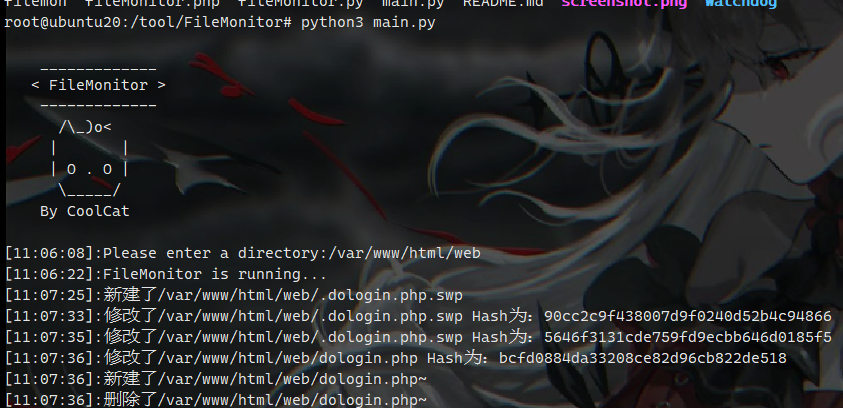 filemon filemon.php filemon.py main.py README.md screenshot.png Watchdog
root@ubuntu20:/tool/FileMonitor# python3 main.py
_____________
< FileMonitor >
-------------
/\_)o<
|       |
| O . O |
\_____/
By CoolCat
[11:06:08]:Please enter a directory:/var/www/html/web
[11:06:22]:FileMonitor is running...
[11:07:25]:新建了/var/www/html/web/.dologin.php.swp
[11:07:33]:修改了/var/www/html/web/.dologin.php.swp Hash为：90cc2c9f438007d9f0240d52b4c94866
[11:07:35]:修改了/var/www/html/web/.dologin.php.swp Hash为：5646f3131cde759fd9ecbb646d0185f5
[11:07:36]:修改了/var/www/html/web/dologin.php Hash为：bcfd0884da33208ce82d96cb822de518
[11:07:36]:新建了/var/www/html/web/dologin.php~
[11:07:36]:删除了/var/www/html/web/dologin.php~